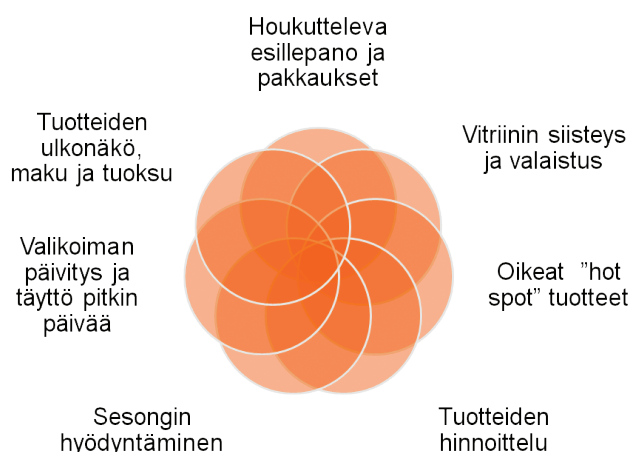 Houkutteleva
esillepano ja
pakkaukset
Vitriinin siisteys
ja valaistus
Oikeat ”hot
spot” tuotteet
Tuotteiden
hinnoittelu
Sesongin
hyödyntäminen
Valikoiman
päivitys ja
täyttö pitkin
päivää
Tuotteiden
ulkonäkö,
maku ja tuoksu